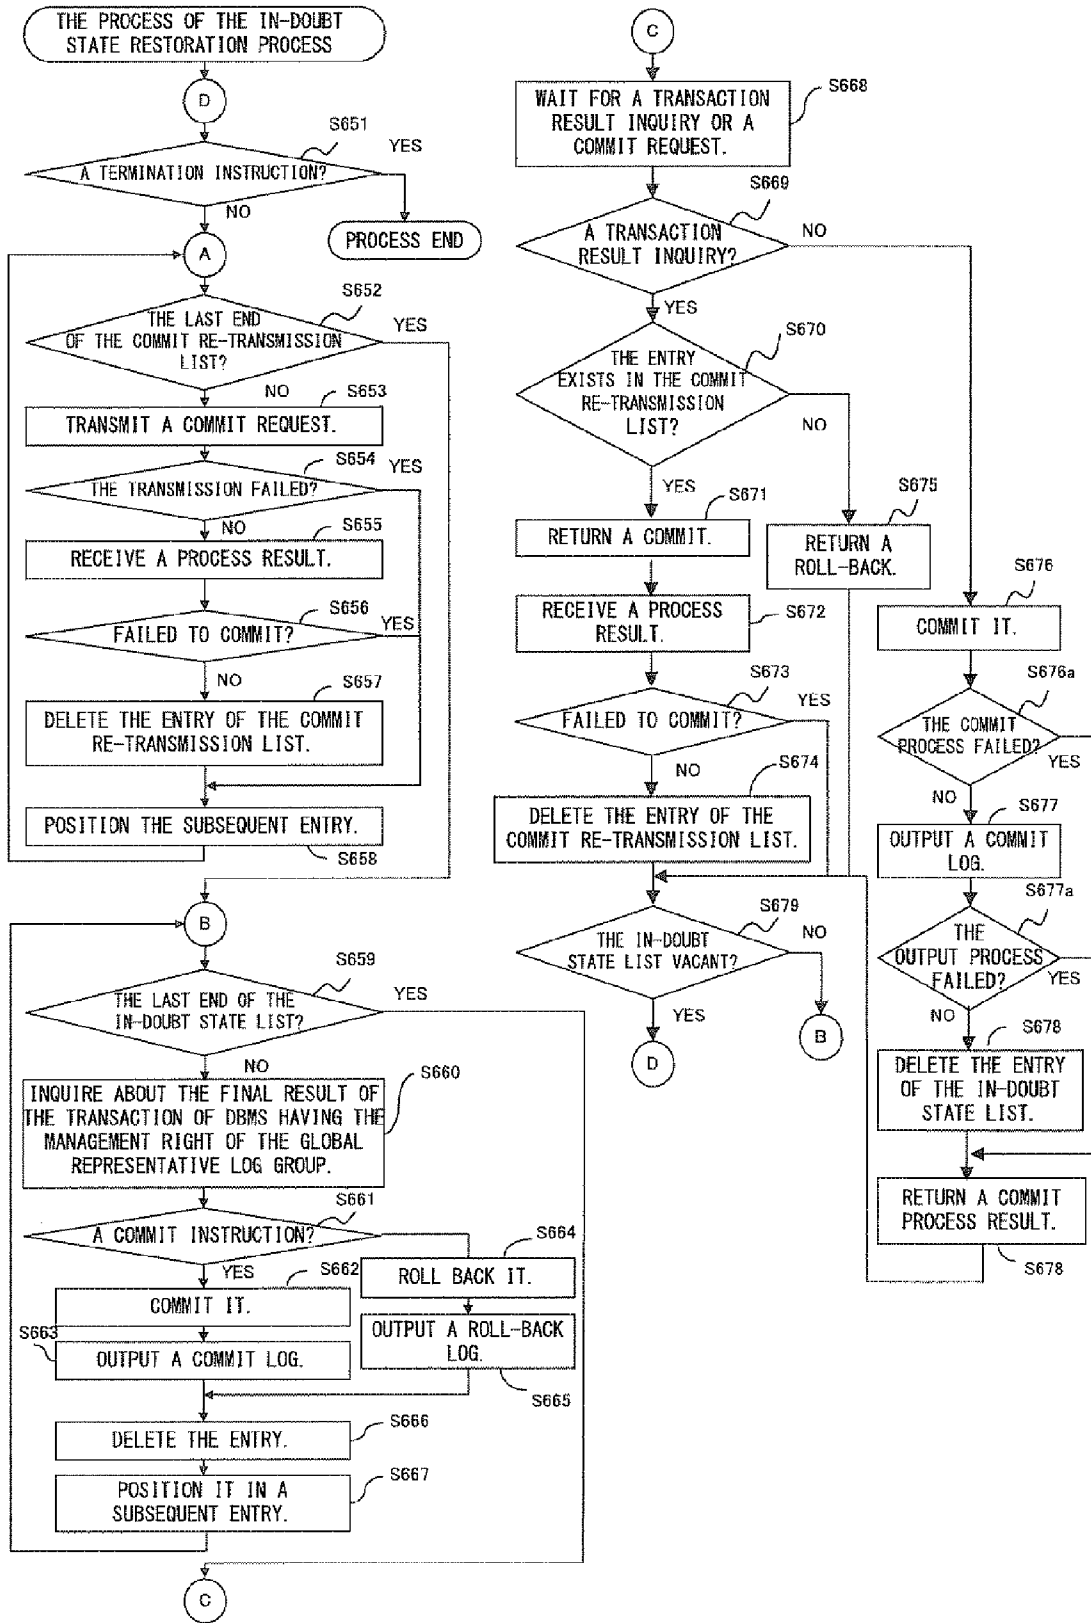 THE PROCESS OF THE IN-DOUBT
STATE RESTORATION PROCESS
D
S651
A TERMINATION INSTRUCTION?
YES
NO
PROCESS END
A
S652
THE LAST END
OF THE COMMIT RE-TRANSMISSION
LIST?
YES
NO
S653
TRANSMIT A COMMIT REQUEST.
S654
THE TRANSMISSION FAILED?
YES
NO
S655
RECEIVE A PROCESS RESULT.
S656
FAILED TO COMMIT?
YES
NO
S657
DELETE THE ENTRY OF THE COMMIT
RE-TRANSMISSION LIST.
POSITION THE SUBSEQUENT ENTRY.
S658
B
S659
THE LAST END OF THE
IN-DOUBT STATE LIST?
YES
NO
S660
INQUIRE ABOUT THE FINAL RESULT OF
THE TRANSACTION OF DBMS HAVING THE
MANAGEMENT RIGHT OF THE GLOBAL
REPRESENTATIVE LOG GROUP.
S661
A COMMIT INSTRUCTION?
YES
S662
COMMIT IT.
S663
OUTPUT A COMMIT LOG.
S664
ROLL BACK IT.
OUTPUT A ROLL-BACK
LOG.
S665
S666
DELETE THE ENTRY.
S667
POSITION IT IN A
SUBSEQUENT ENTRY.
C
C
S668
WAIT FOR A TRANSACTION
RESULT INQUIRY OR A
COMMIT REQUEST.
S669
A TRANSACTION
RESULT INQUIRY?
NO
YES
S670
THE ENTRY
EXISTS IN THE COMMIT
RE-TRANSMISSION
LIST?
NO
YES
S671
RETURN A COMMIT.
S675
RETURN A
ROLL-BACK.
RECEIVE A PROCESS
RESULT.
S672
S673
FAILED TO COMMIT?
YES
NO
S674
DELETE THE ENTRY OF THE
COMMIT RE-TRANSMISSION LIST.
S679
THE IN-DOUBT
STATE LIST VACANT?
NO
YES
B
D
S676
COMMIT IT.
S676a
THE COMMIT
PROCESS FAILED?
YES
NO
S677
OUTPUT A COMMIT
LOG.
S677a
THE
OUTPUT PROCESS
FAILED?
YES
NO
S678
DELETE THE ENTRY
OF THE IN-DOUBT
STATE LIST.
RETURN A COMMIT
PROCESS RESULT.
S678